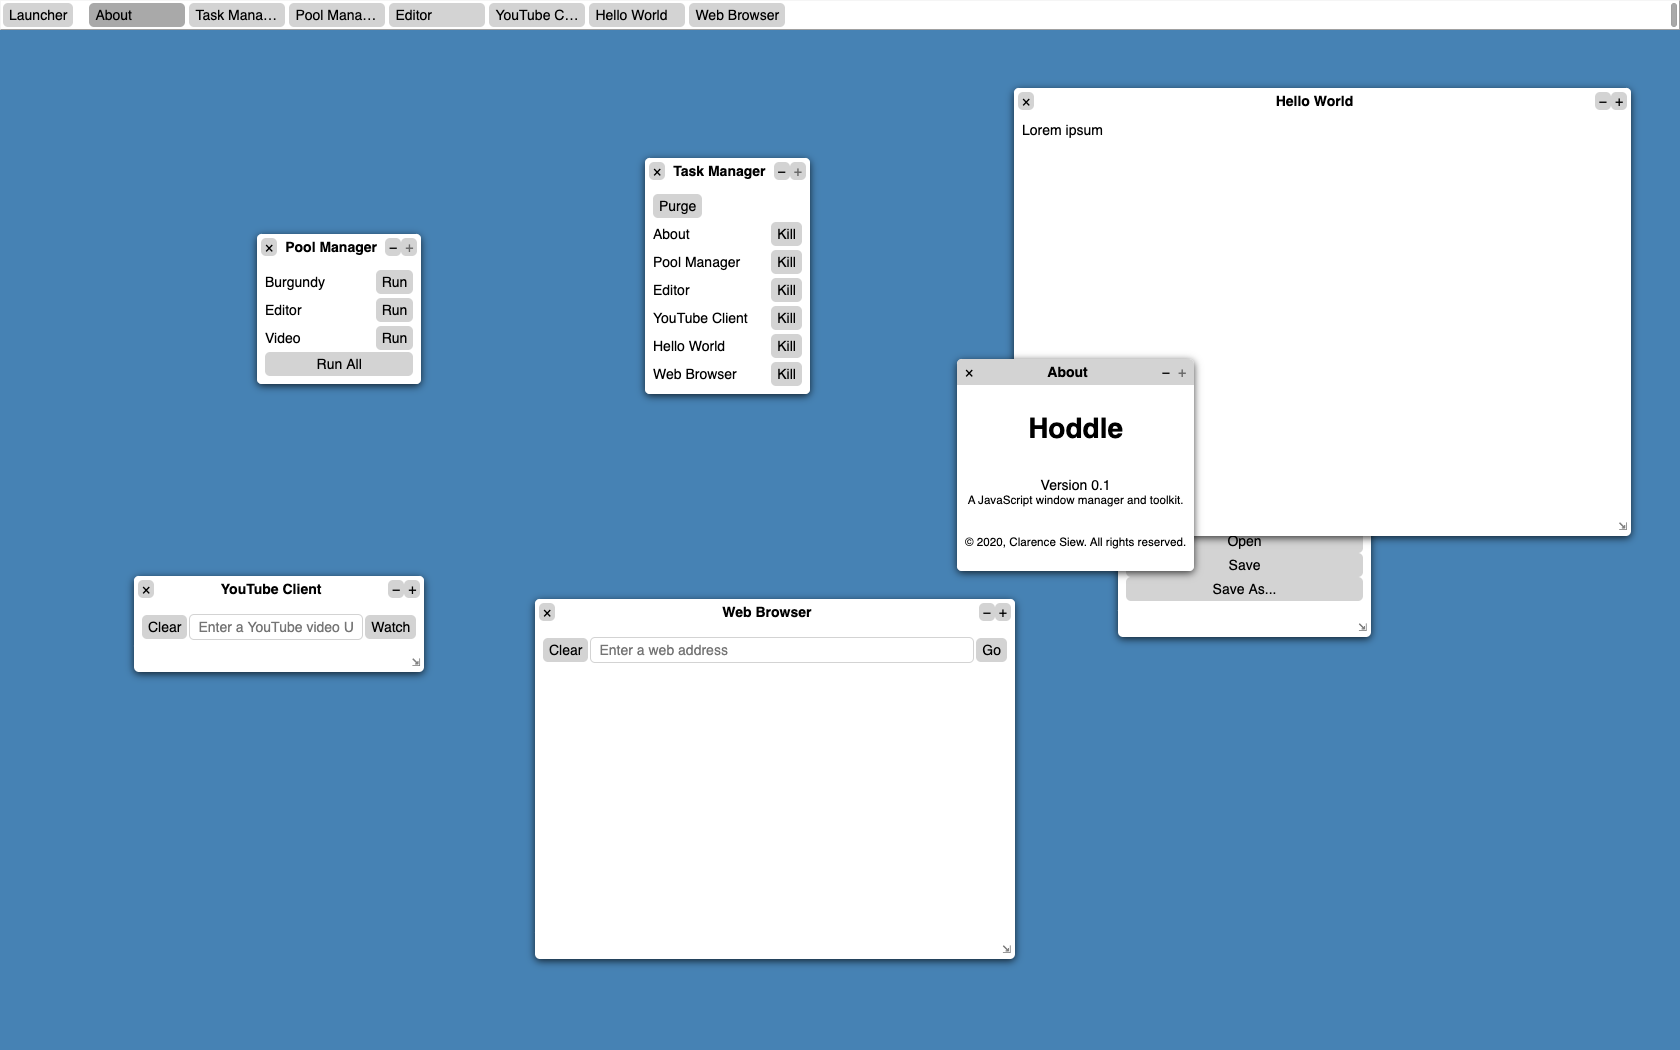 Launcher About Task Mana... Pool Mana... Editor YouTube C... Hello World Web Browser
× Hello World − +
Lorem ipsum
× Task Manager − +
Purge
About Kill
Pool Manager Kill
Editor Kill
YouTube Client Kill
Hello World Kill
Web Browser Kill
× Pool Manager − +
Burgundy Run
Editor Run
Video Run
Run All
× About − +
Hoddle
Version 0.1
A JavaScript window manager and toolkit.
© 2020, Clarence Siew. All rights reserved.
Open
Save
Save As...
× YouTube Client − +
Clear Enter a YouTube video U Watch
× Web Browser − +
Clear Enter a web address Go